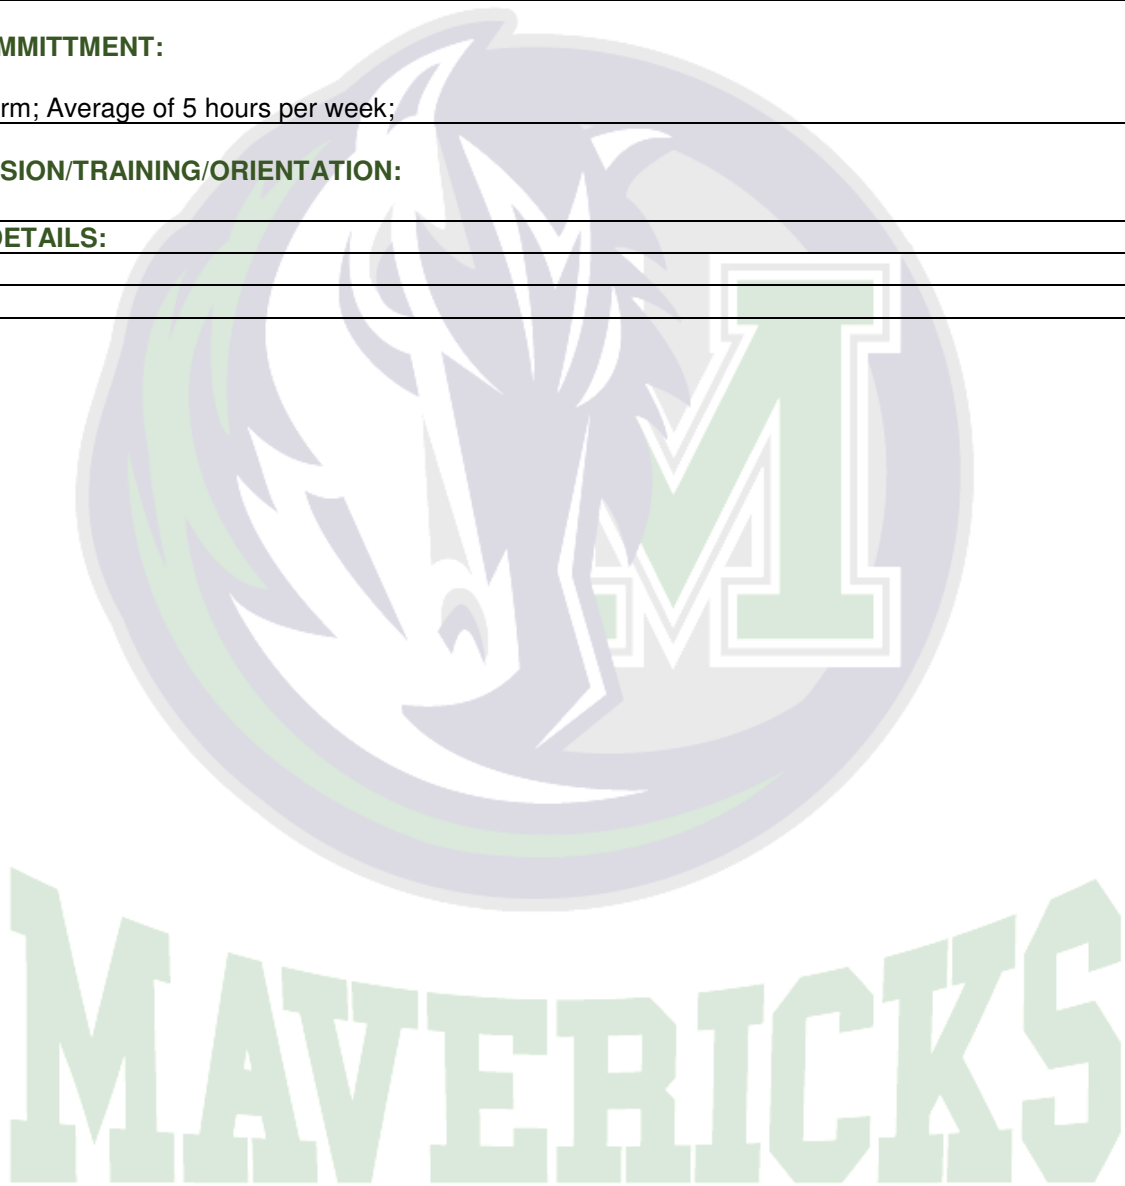 MMITTMENT:
rm; Average of 5 hours per week;
SION/TRAINING/ORIENTATION:
DETAILS:
M
MAVERICKS